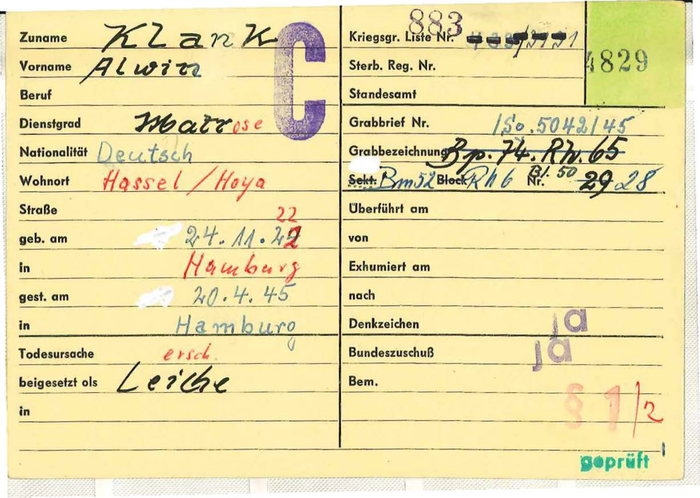 Zuname Klank
Vorname Alwin
Beruf
Dienstgrad Matrose
Nationalität Deutsch
Wohnort Hassel / Hoya
Straße
22
geb. am 24.11.22
in Hamburg
gest. am 20.4.45
in Hamburg
Todesursache ersch.
beigesetzt als Leiche
in
C
883
Kriegsgr. Liste Nr.
4829
Sterb. Reg. Nr.
Standesamt
Grabbrief Nr. 1So.5042/45
Grabbezeichnung Bp. 74. Rh. 65
Sekt. Bm52 Block Rh6 Nr. Bl. 50 29 28
Überführt am
von
Exhumiert am
nach
Denkzeichen ja
Bundeszuschuß ja
Bem.
§ 1/2
geprüft